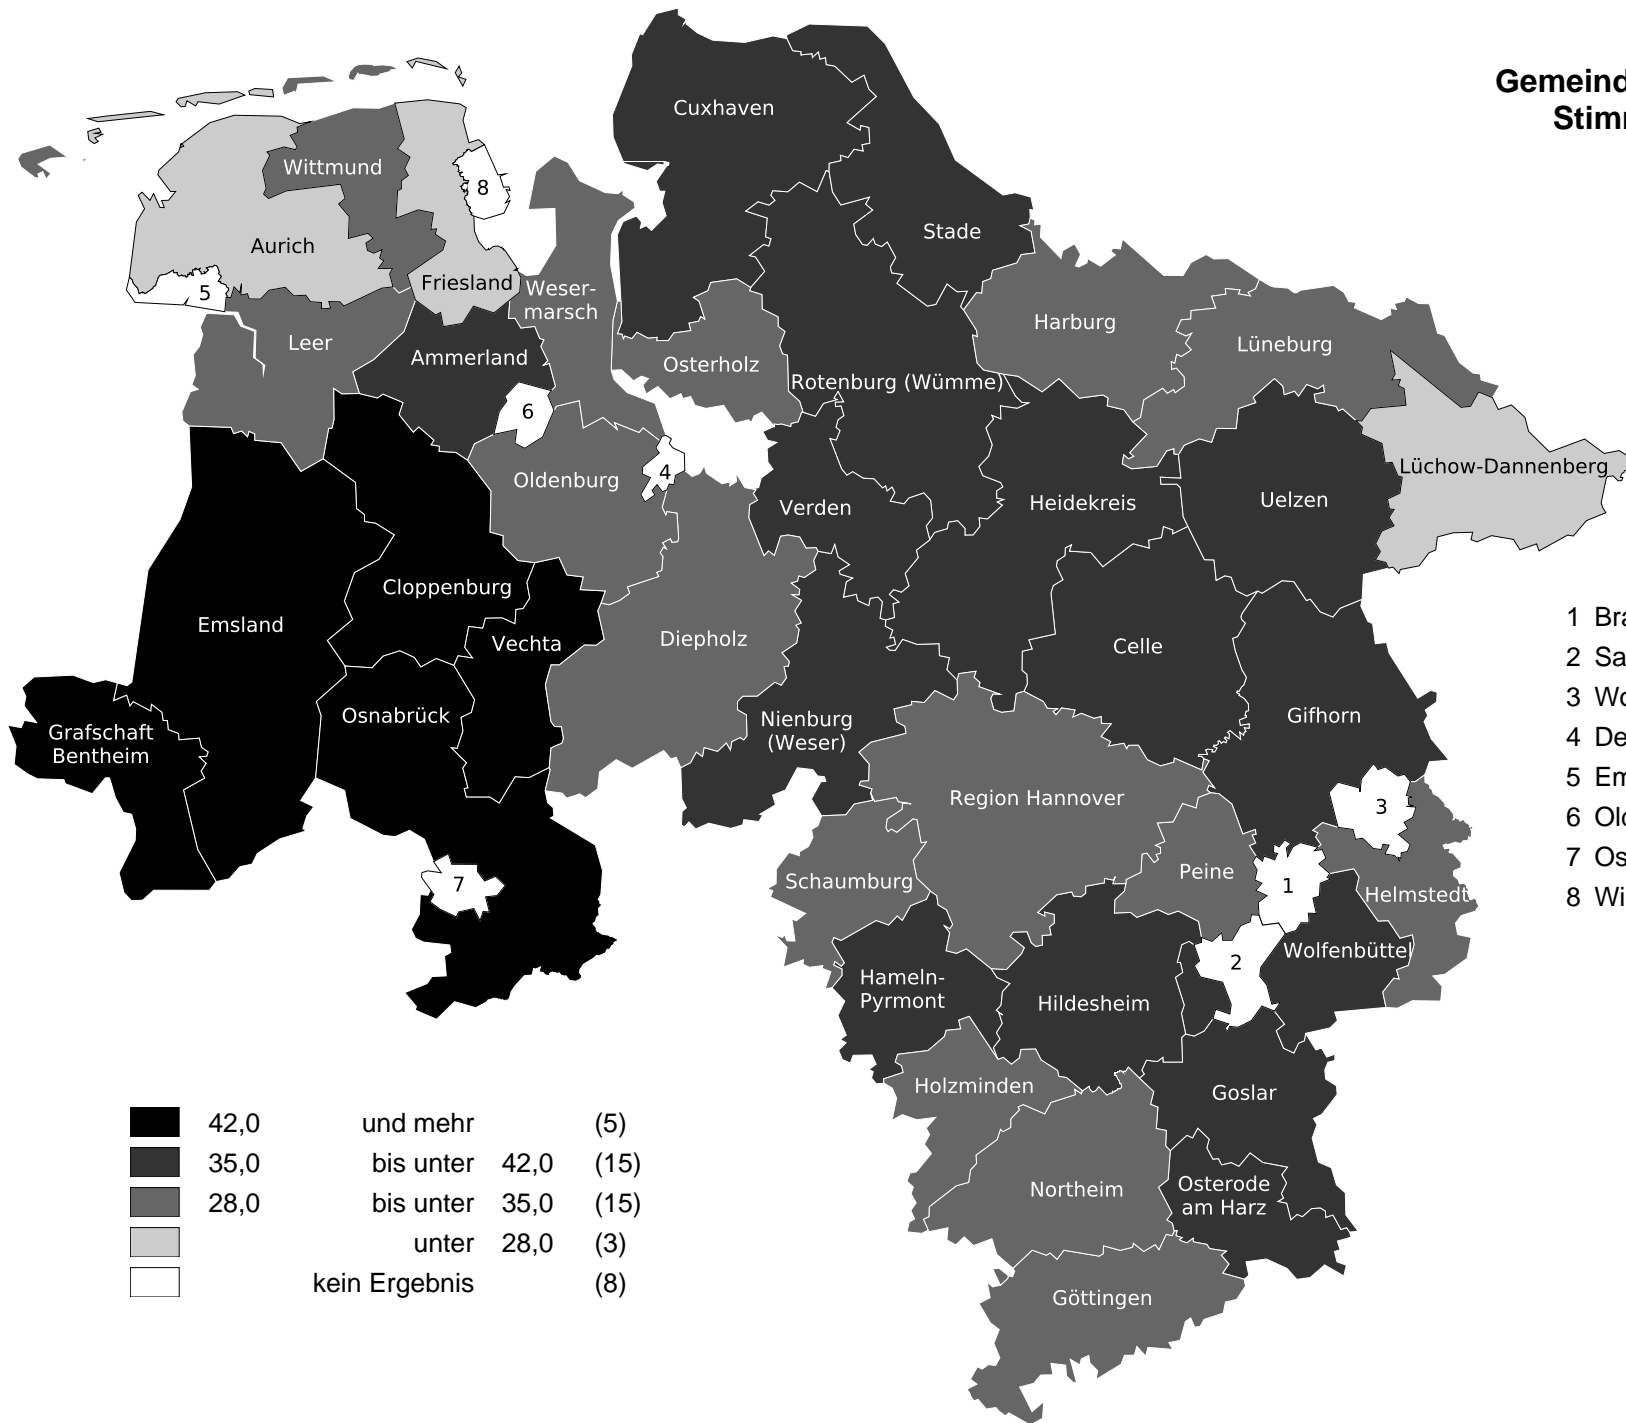 Gemeind
Stimm
Cuxhaven
Wittmund
8
Stade
Aurich
Friesland
Weser-
marsch
5
Harburg
Leer
Lüneburg
Ammerland
Osterholz
Rotenburg (Wümme)
6
Lüchow-Dannenberg
4
Oldenburg
Uelzen
Heidekreis
Verden
Cloppenburg
Emsland
Diepholz
Vechta
Celle
Osnabrück
Gifhorn
Nienburg
(Weser)
Grafschaft
Bentheim
Region Hannover
3
Peine
Schaumburg
7
1
Helmstedt
Wolfenbüttel
2
Hameln-
Pyrmont
Hildesheim
Holzminden
Goslar
Northeim
Osterode
am Harz
Göttingen
1 Bra
2 Sa
3 Wo
4 De
5 Em
6 Old
7 Os
8 Wi
42,0 und mehr (5)
35,0 bis unter 42,0 (15)
28,0 bis unter 35,0 (15)
unter 28,0 (3)
kein Ergebnis (8)